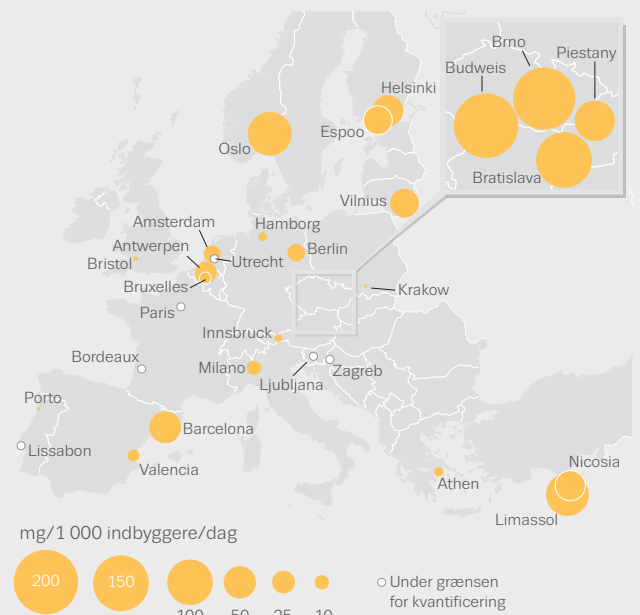 Brno
Piestany
Budweis
Helsinki
Espoo
Oslo
Bratislava
Vilnius
Amsterdam
Hamborg
Antwerpen
Berlin
Bristol
Utrecht
Bruxelles
Krakow
Paris
Innsbruck
Bordeaux
Milano
Zagreb
Ljubljana
Porto
Barcelona
Lissabon
Valencia
Nicosia
Athen
Limassol
mg/1 000 indbyggere/dag
200
150
Under grænsen
for kvantificering
100 50 25 10